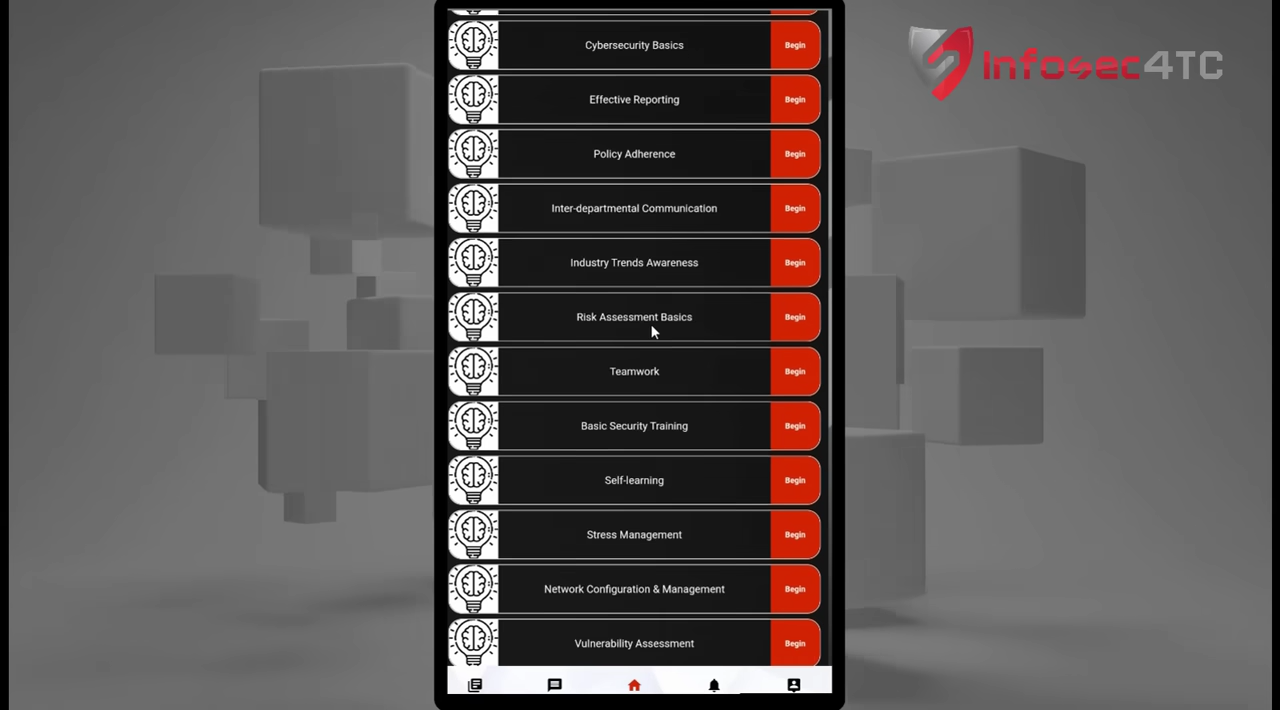 Infosec4TC
Cybersecurity Basics
Begin
Effective Reporting
Begin
Policy Adherence
Begin
Inter-departmental Communication
Begin
Industry Trends Awareness
Begin
Risk Assessment Basics
Begin
Teamwork
Begin
Basic Security Training
Begin
Self-learning
Begin
Stress Management
Begin
Network Configuration & Management
Begin
Vulnerability Assessment
Begin